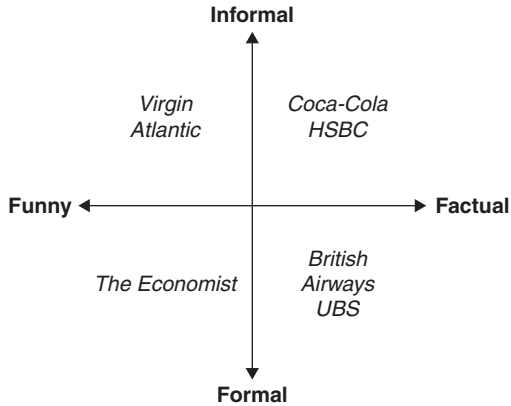 Informal
Virgin
Atlantic
Coca-Cola
HSBC
Funny
Factual
The Economist
British
Airways
UBS
Formal